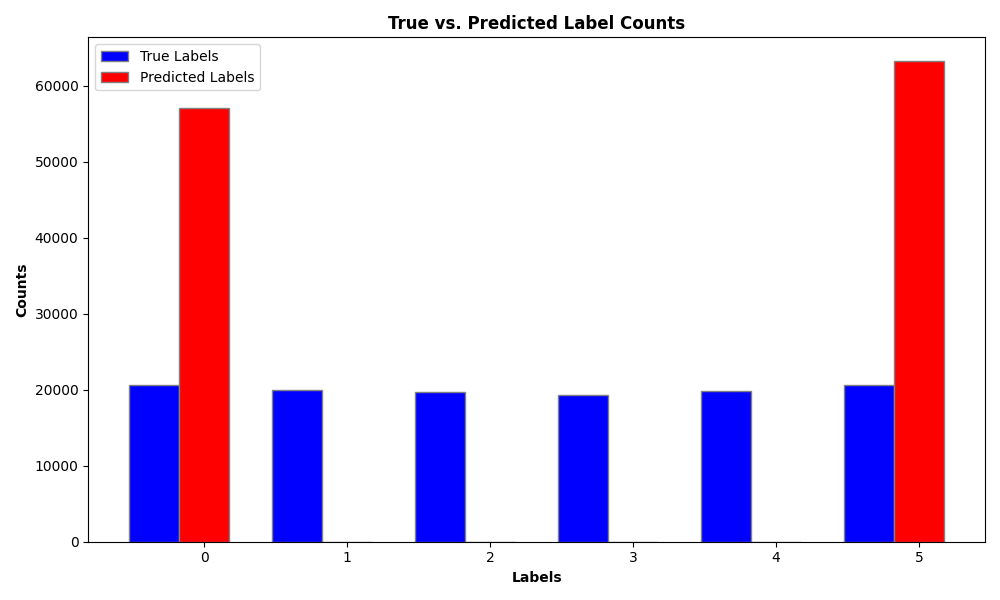 True vs. Predicted Label Counts
True Labels
Predicted Labels
60000
50000
40000
30000
20000
10000
0
Counts
0 1 2 3 4 5
Labels